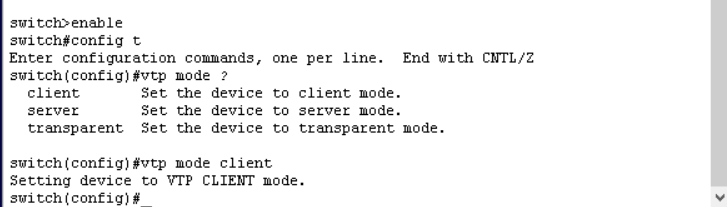 switch>enable
switch#config t
Enter configuration commands, one per line.  End with CNTL/Z
switch(config)#vtp mode ?
  client       Set the device to client mode.
  server       Set the device to server mode.
  transparent  Set the device to transparent mode.
switch(config)#vtp mode client
Setting device to VTP CLIENT mode.
switch(config)#_